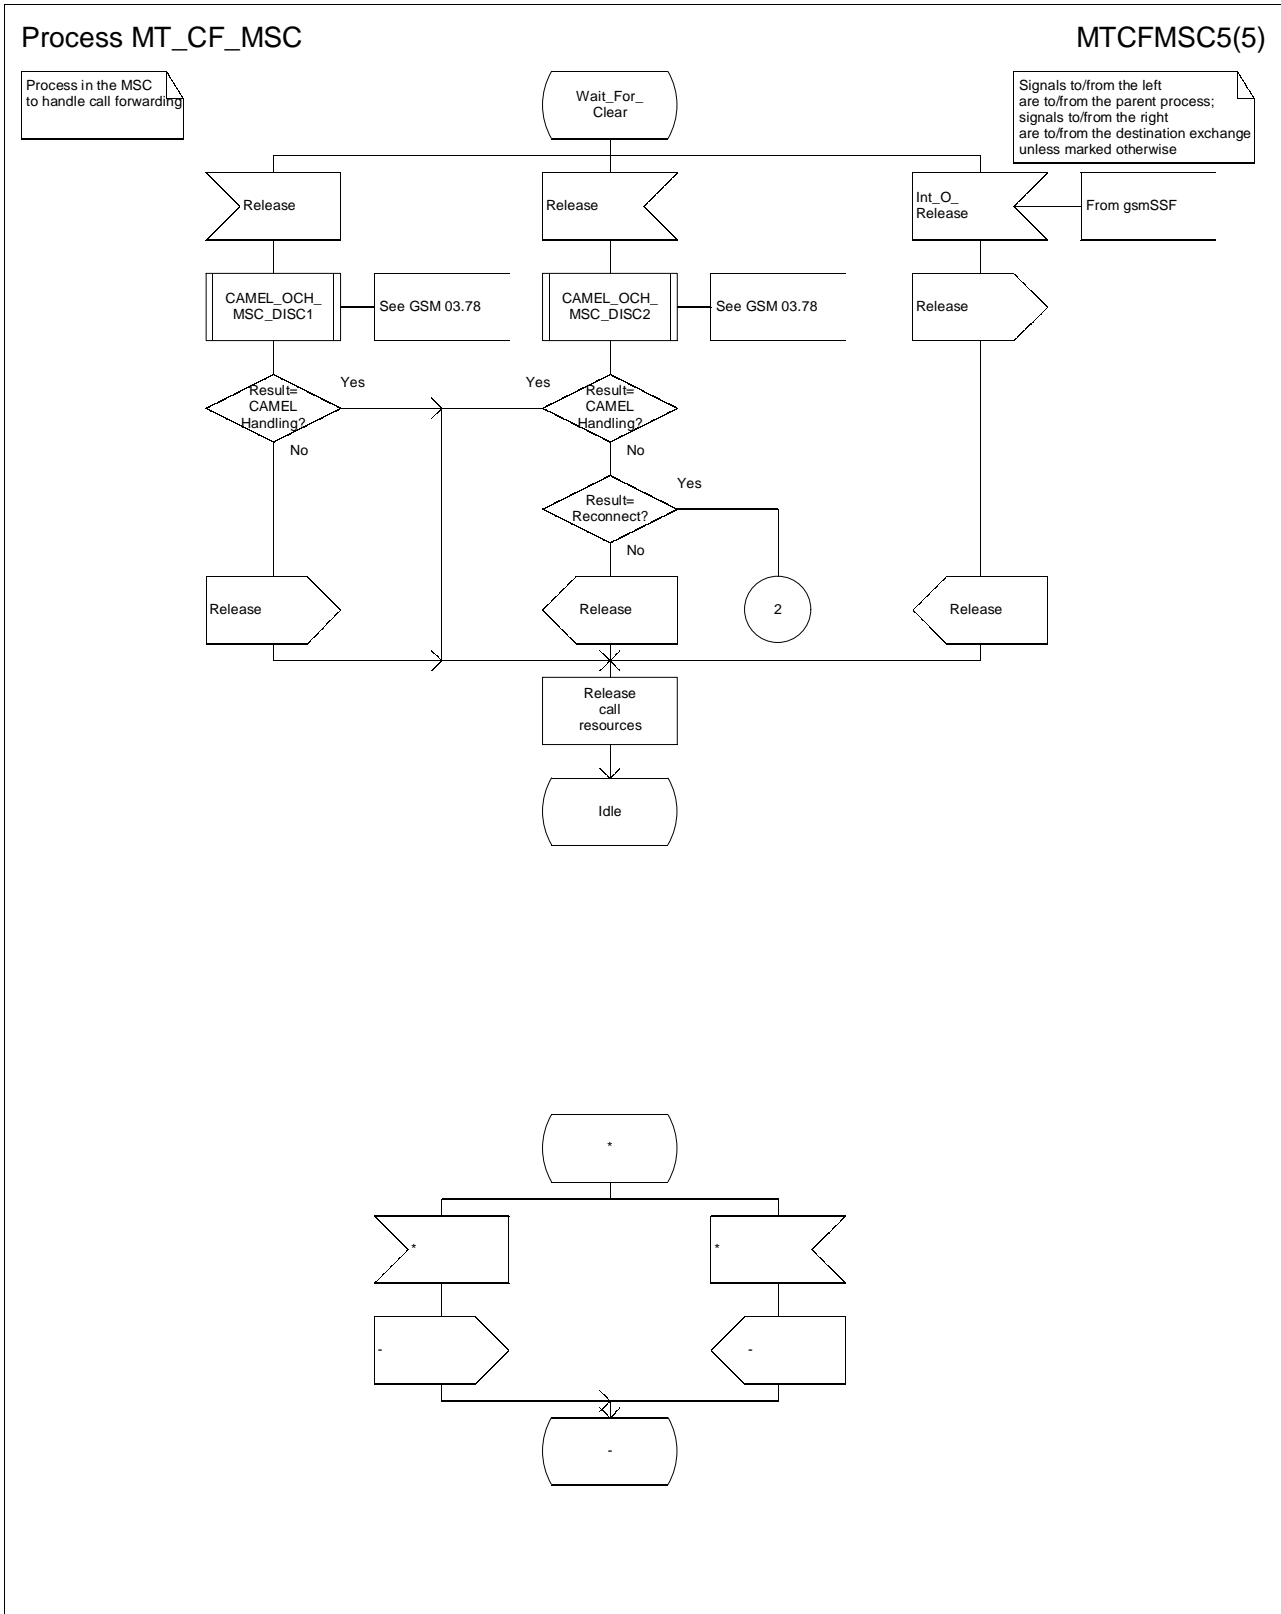 Process MT_CF_MSC
MTCFMSC5(5)
Process in the MSC
to handle call forwarding
Signals to/from the left
are to/from the parent process;
signals to/from the right
are to/from the destination exchange
unless marked otherwise
Wait_For_
Clear
Release
Release
Int_O_
Release
From gsmSSF
CAMEL_OCH_
MSC_DISC1
See GSM 03.78
CAMEL_OCH_
MSC_DISC2
See GSM 03.78
Release
Result=
CAMEL
Handling?
Yes
No
Yes
Result=
CAMEL
Handling?
No
Result=
Reconnect?
Yes
No
Release
Release
2
Release
Release
call
resources
Idle
*
*
*
-
-
-